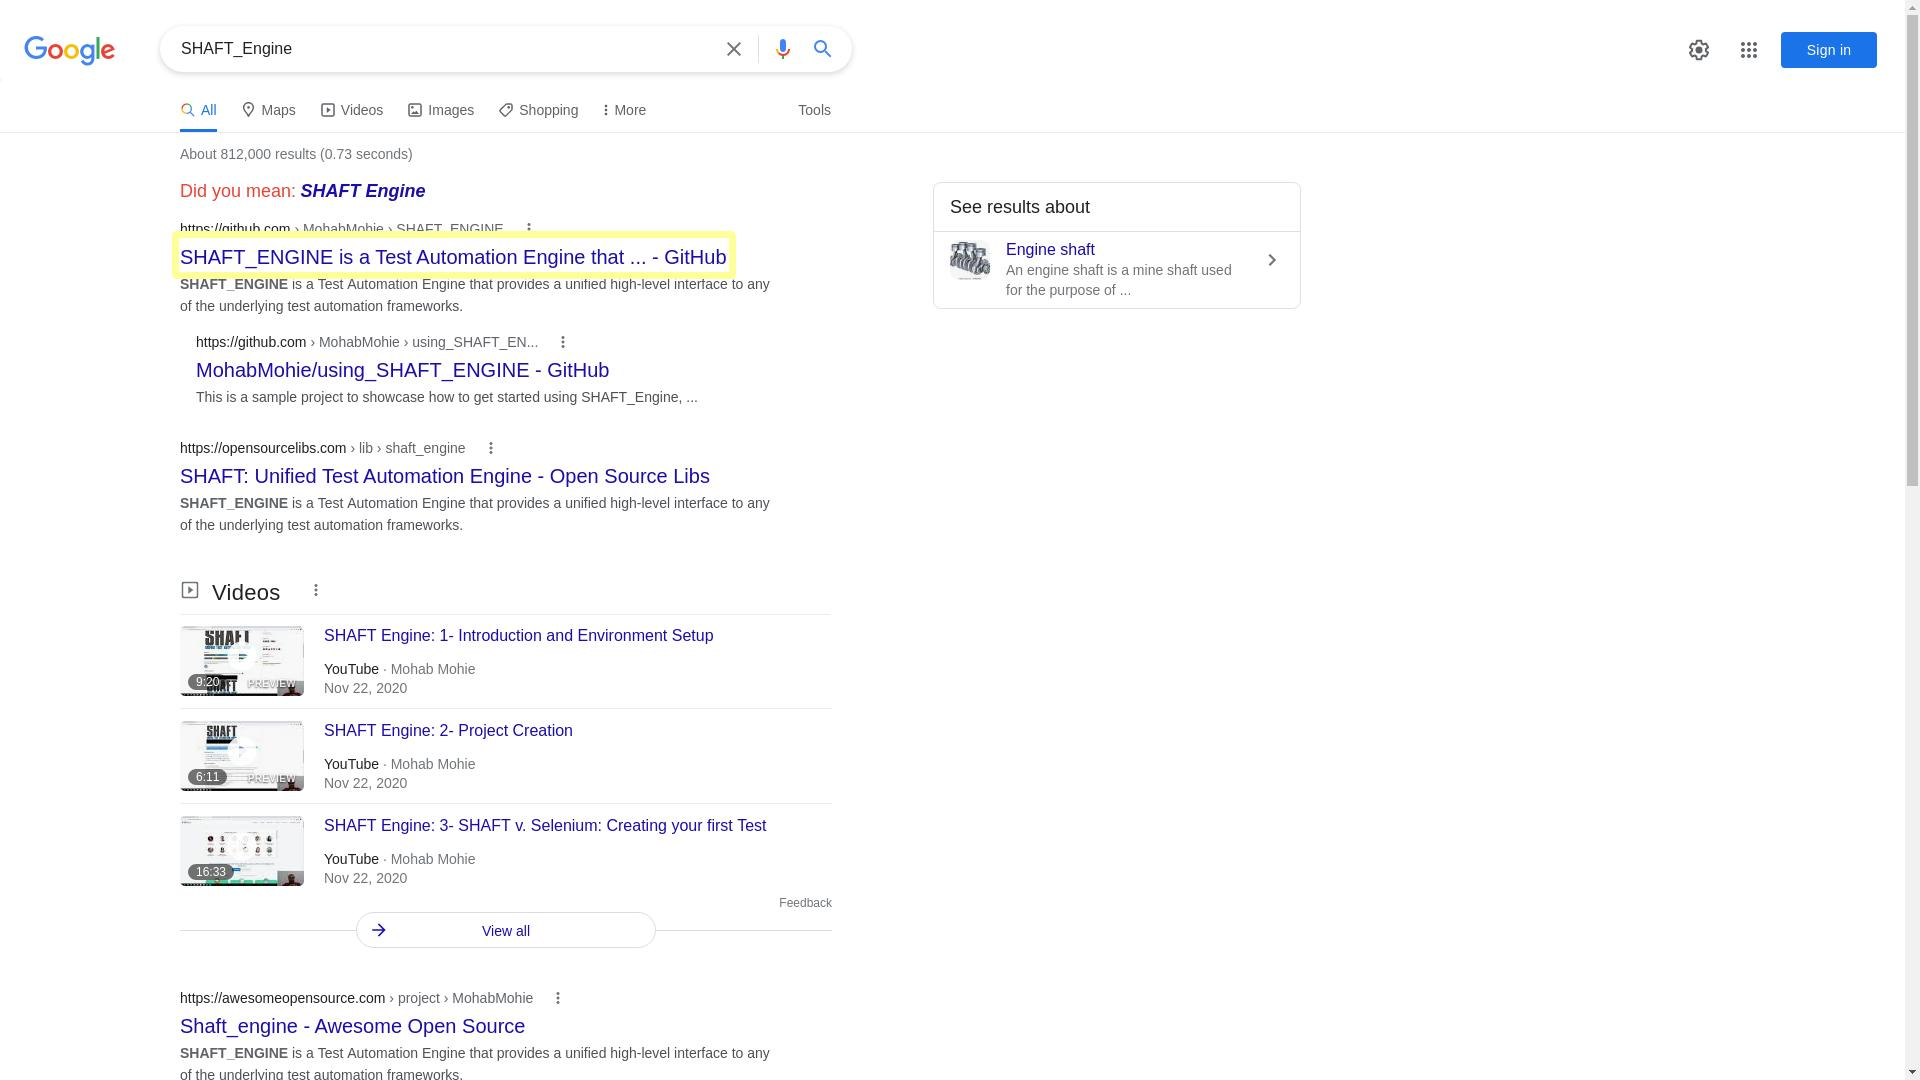 Google
SHAFT_Engine
Sign in
All
Maps
Videos
Images
Shopping
More
Tools
About 812,000 results (0.73 seconds)
Did you mean: SHAFT Engine
https://github.com › MohabMohie › SHAFT_ENGINE
SHAFT_ENGINE is a Test Automation Engine that ... - GitHub
SHAFT_ENGINE is a Test Automation Engine that provides a unified high-level interface to any
of the underlying test automation frameworks.
https://github.com › MohabMohie › using_SHAFT_EN...
MohabMohie/using_SHAFT_ENGINE - GitHub
This is a sample project to showcase how to get started using SHAFT_Engine, ...
https://opensourcelibs.com › lib › shaft_engine
SHAFT: Unified Test Automation Engine - Open Source Libs
SHAFT_ENGINE is a Test Automation Engine that provides a unified high-level interface to any
of the underlying test automation frameworks.
Videos
SHAFT
9:20
PREVIEW
SHAFT Engine: 1- Introduction and Environment Setup
YouTube · Mohab Mohie
Nov 22, 2020
SHAFT
6:11
PREVIEW
SHAFT Engine: 2- Project Creation
YouTube · Mohab Mohie
Nov 22, 2020
16:33
SHAFT Engine: 3- SHAFT v. Selenium: Creating your first Test
YouTube · Mohab Mohie
Nov 22, 2020
Feedback
View all
https://awesomeopensource.com › project › MohabMohie
Shaft_engine - Awesome Open Source
SHAFT_ENGINE is a Test Automation Engine that provides a unified high-level interface to any
of the underlying test automation frameworks.
See results about
Engine shaft
An engine shaft is a mine shaft used
for the purpose of ...